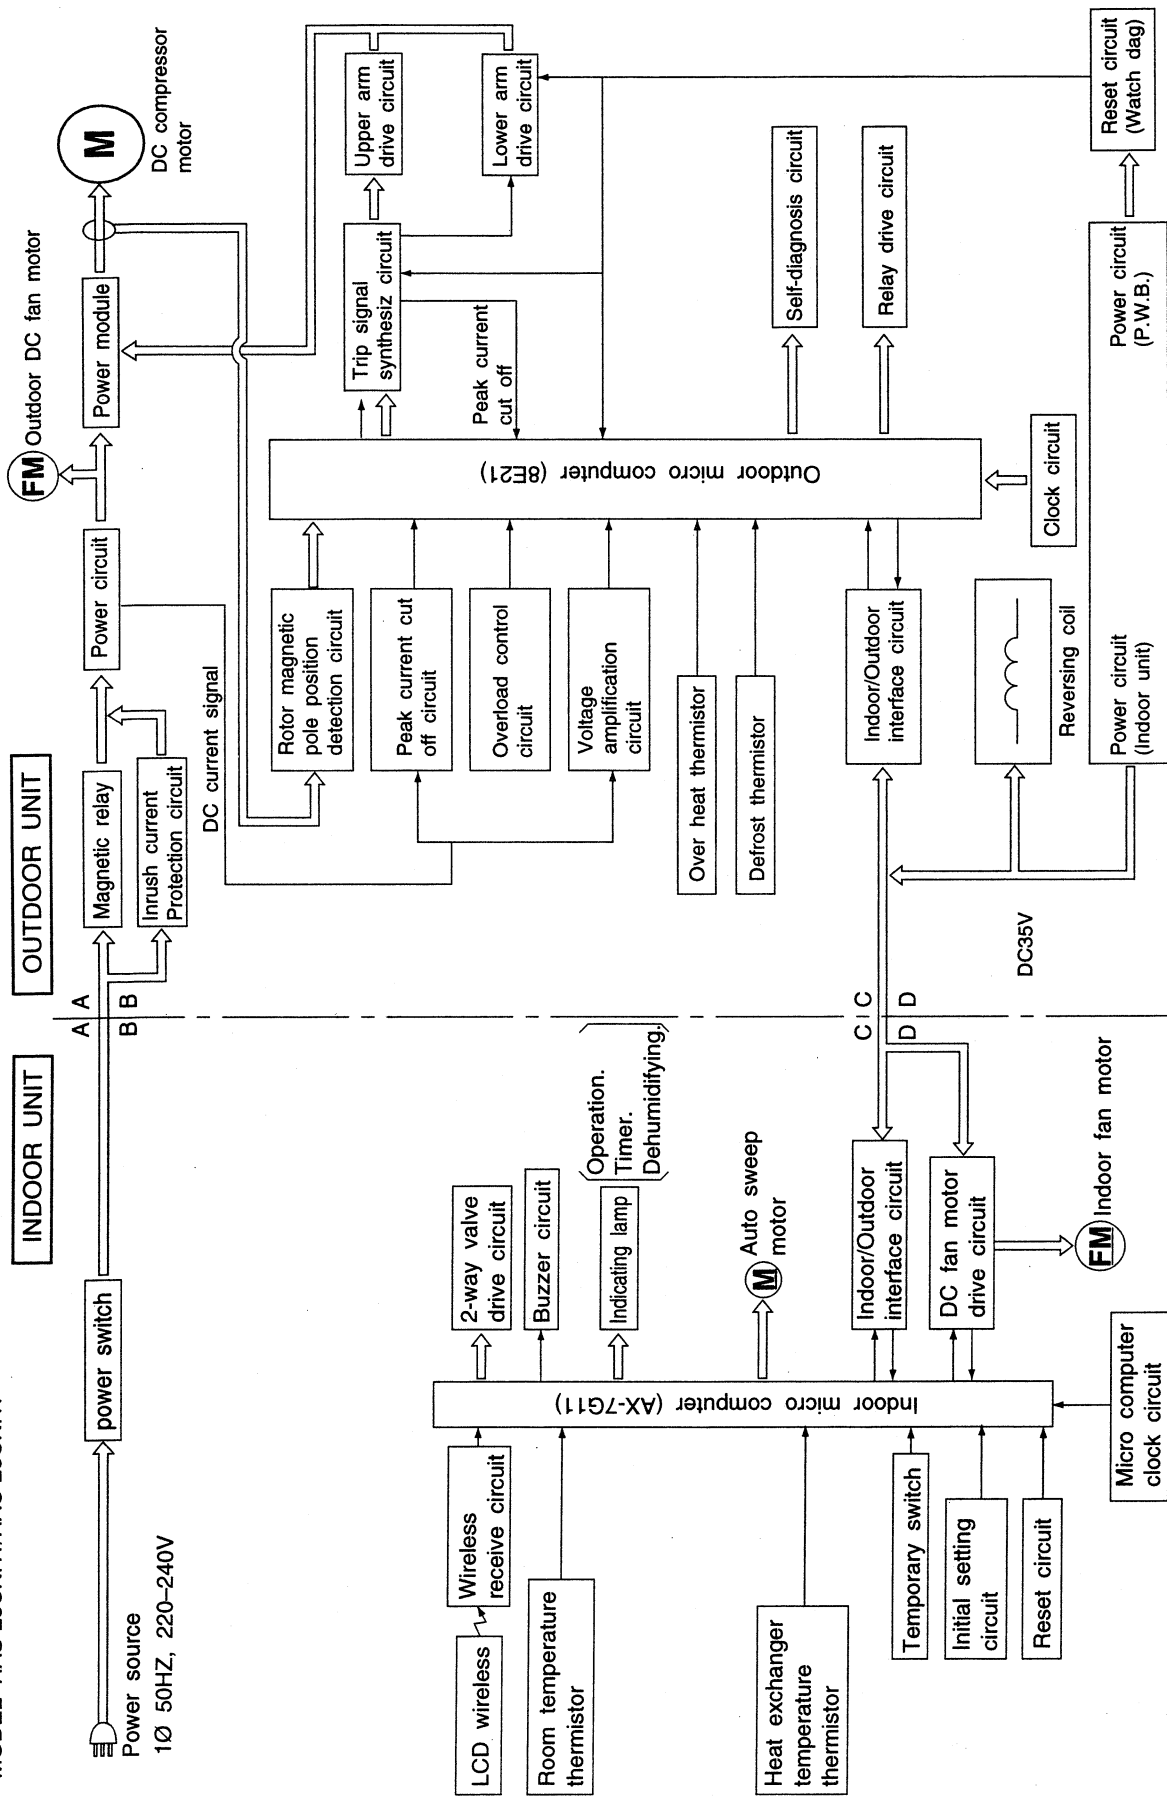 INDOOR UNIT
OUTDOOR UNIT
Power source
1Ø 50HZ, 220–240V
power switch
A A
B B
Magnetic relay
Inrush current
Protection circuit
Power circuit
FM Outdoor DC fan motor
Power module
M
DC compressor
motor
DC current signal
LCD wireless
Wireless
receive circuit
Room temperature
thermistor
Heat exchanger
temperature
thermistor
Temporary switch
Initial setting
circuit
Reset circuit
Micro computer
clock circuit
Indoor micro computer (AX-7G11)
2-way valve
drive circuit
Buzzer circuit
Indicating lamp
Operation.
Timer.
Dehumidifying.
M
Auto sweep
motor
Indoor/Outdoor
interface circuit
DC fan motor
drive circuit
FM Indoor fan motor
C C
D D
DC35V
Rotor magnetic
pole position
detection circuit
Peak current cut
off circuit
Overload control
circuit
Voltage
amplification
circuit
Over heat thermistor
Defrost thermistor
Indoor/Outdoor
interface circuit
Reversing coil
Power circuit
(Indoor unit)
Power circuit
(P.W.B.)
Clock circuit
Outdoor micro computer (8E21)
Trip signal
synthesiz circuit
Peak current
cut off
Upper arm
drive circuit
Lower arm
drive circuit
Self-diagnosis circuit
Relay drive circuit
Reset circuit
(Watch dag)